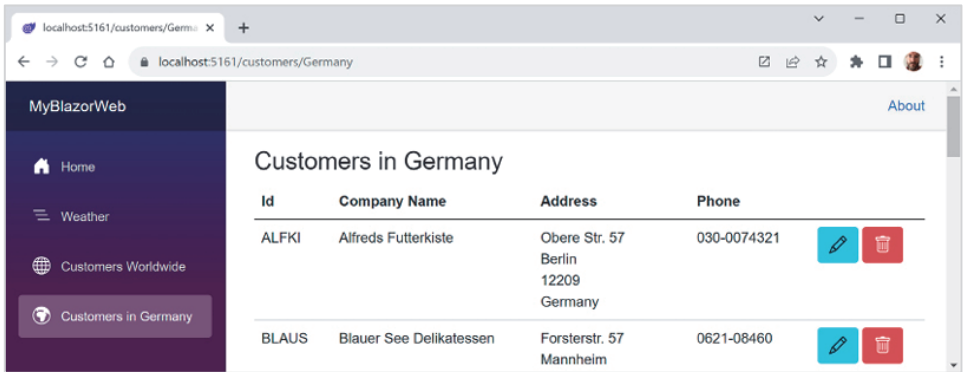 localhost:5161/customers/Germa
localhost:5161/customers/Germany
MyBlazorWeb
About
Home
Weather
Customers Worldwide
Customers in Germany
Customers in Germany
Id Company Name Address Phone
ALFKI Alfreds Futterkiste Obere Str. 57 030-0074321
Berlin
12209
Germany
BLAUS Blauer See Delikatessen Forsterstr. 57 0621-08460
Mannheim